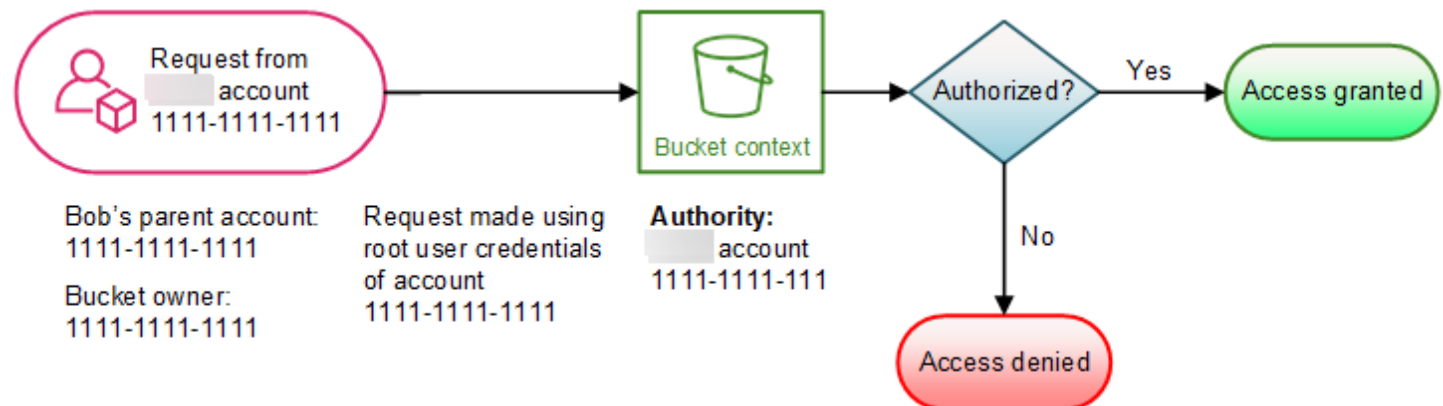 Request from
account
1111-1111-1111
Bucket context
Authorized?
Yes
Access granted
No
Access denied
Bob's parent account:
1111-1111-1111
Bucket owner:
1111-1111-1111
Request made using
root user credentials
of account
1111-1111-1111
Authority:
account
1111-1111-111